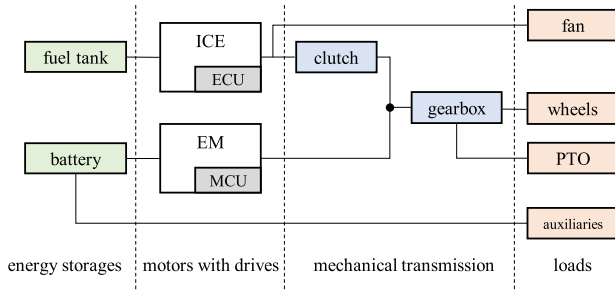 fan
ICE
fuel tank
clutch
ECU
gearbox
wheels
EM
battery
PTO
MCU
auxiliaries
energy storages
motors with drives
mechanical transmission
loads